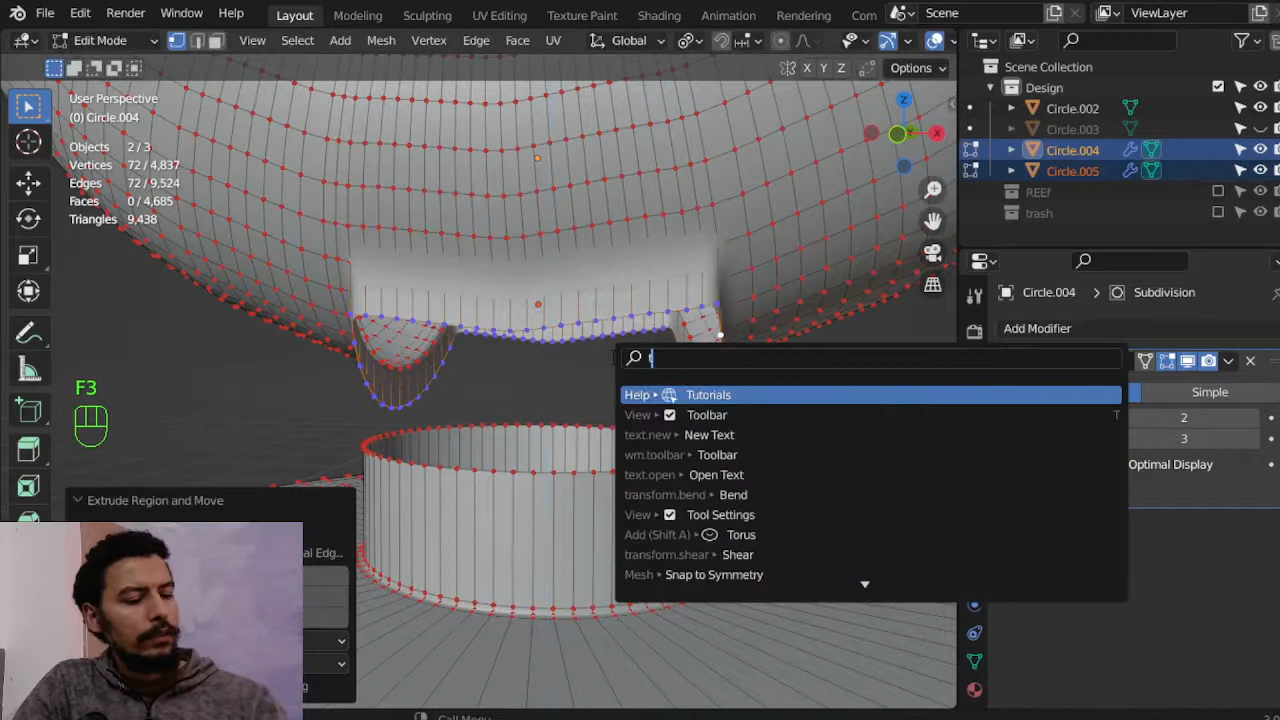 File Edit Render Window Help Layout Modeling Sculpting UV Editing Texture Paint Shading Animation Rendering Com Scene ViewLayer
Edit Mode View Select Add Mesh Vertex Edge Face UV Global
X Y Z Options
User Perspective
(0) Circle.004
Objects 2/3
Vertices 72/4,837
Edges 72/9,524
Faces 0/4,685
Triangles 9,438
Z
X
Scene Collection
Design
Circle.002
Circle.003
Circle.004
Circle.005
REEf
trash
Circle.004 > Subdivision
Add Modifier
Simple
2
3
Optimal Display
t
Help ▸ Tutorials
View ▸ Toolbar T
text.new ▸ New Text
wm.toolbar ▸ Toolbar
text.open ▸ Open Text
transform.bend ▸ Bend
View ▸ Tool Settings
Add (Shift A) ▸ Torus
transform.shear ▸ Shear
Mesh ▸ Snap to Symmetry
F3
Extrude Region and Move
al Edg...
Call Menu